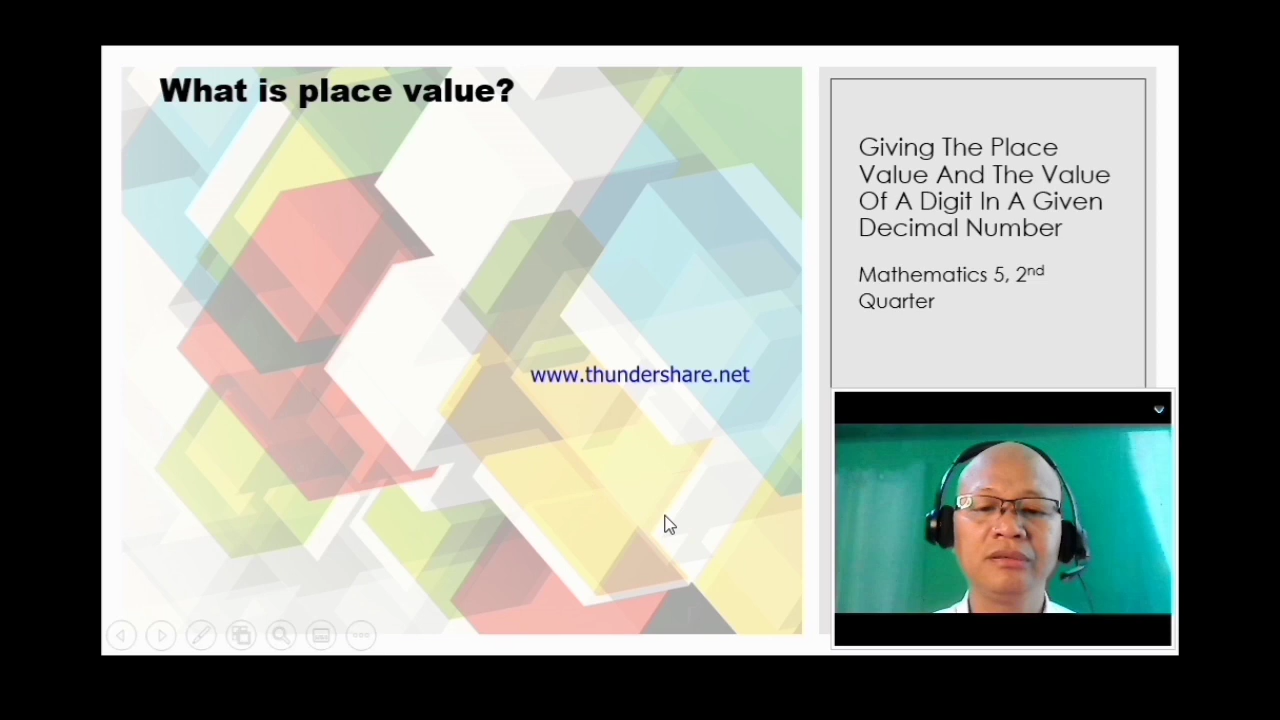 What is place value?
www.thundershare.net
Giving The Place
Value And The Value
Of A Digit In A Given
Decimal Number
Mathematics 5, 2nd
Quarter